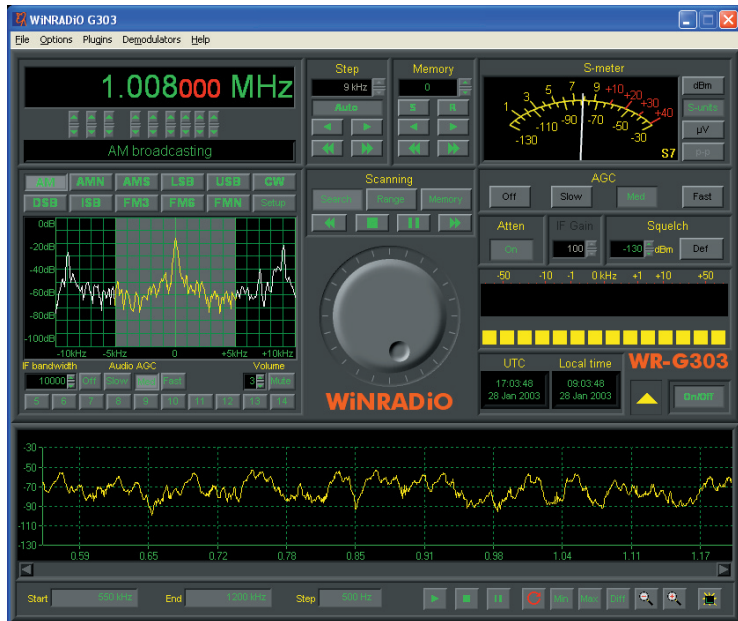 WiNRADiO G303
File Options Plugins Demodulators Help
1.008000 MHz
AM broadcasting
Step
9 kHz
Auto
Memory
0
S R
S-meter
1 3 5 7 9 +10 +20 +30 +40
-130 -110 -90 -70 -50 -30
S7
dBm
S-units
µV
p-p
AM AMN AMS LSB USB CW
DSB ISB FM3 FM6 FMN Setup
0dB
-20dB
-40dB
-60dB
-80dB
-100dB
-10kHz -5kHz 0 +5kHz +10kHz
IF bandwidth Audio AGC Volume
10000 Off Slow Med Fast 3 Mute
5 6 7 8 9 10 11 12 13 14
Scanning
Search Range Memory
WiNRADiO
AGC
Off Slow Med Fast
Atten IF Gain Squelch
On 100 -130 dBm Def
-50 -10 -1 0 kHz +1 +10 +50
UTC Local time
17:03:48 09:03:48
28 Jan 2003 28 Jan 2003
WR-G303
On/Off
-30
-50
-70
-90
-110
-130
0.59 0.65 0.72 0.78 0.85 0.91 0.98 1.04 1.11 1.17
Start 550 kHz End 1200 kHz Step 500 Hz
Min Max Diff